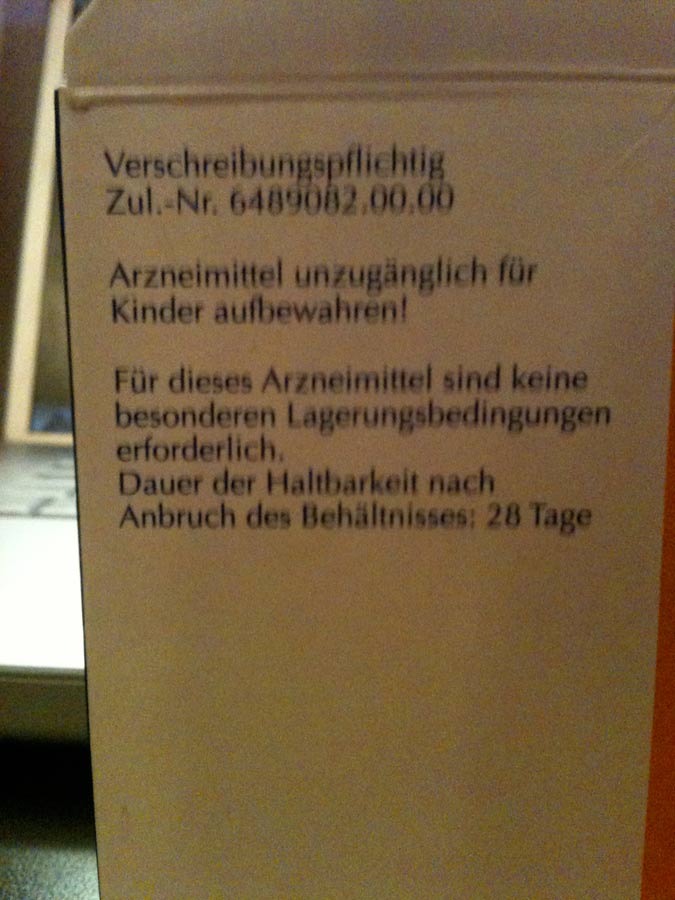 Verschreibungspflichtig
Zul.-Nr. 6489082.00.00
Arzneimittel unzugänglich für
Kinder aufbewahren!
Für dieses Arzneimittel sind keine
besonderen Lagerungsbedingungen
erforderlich.
Dauer der Haltbarkeit nach
Anbruch des Behältnisses: 28 Tage